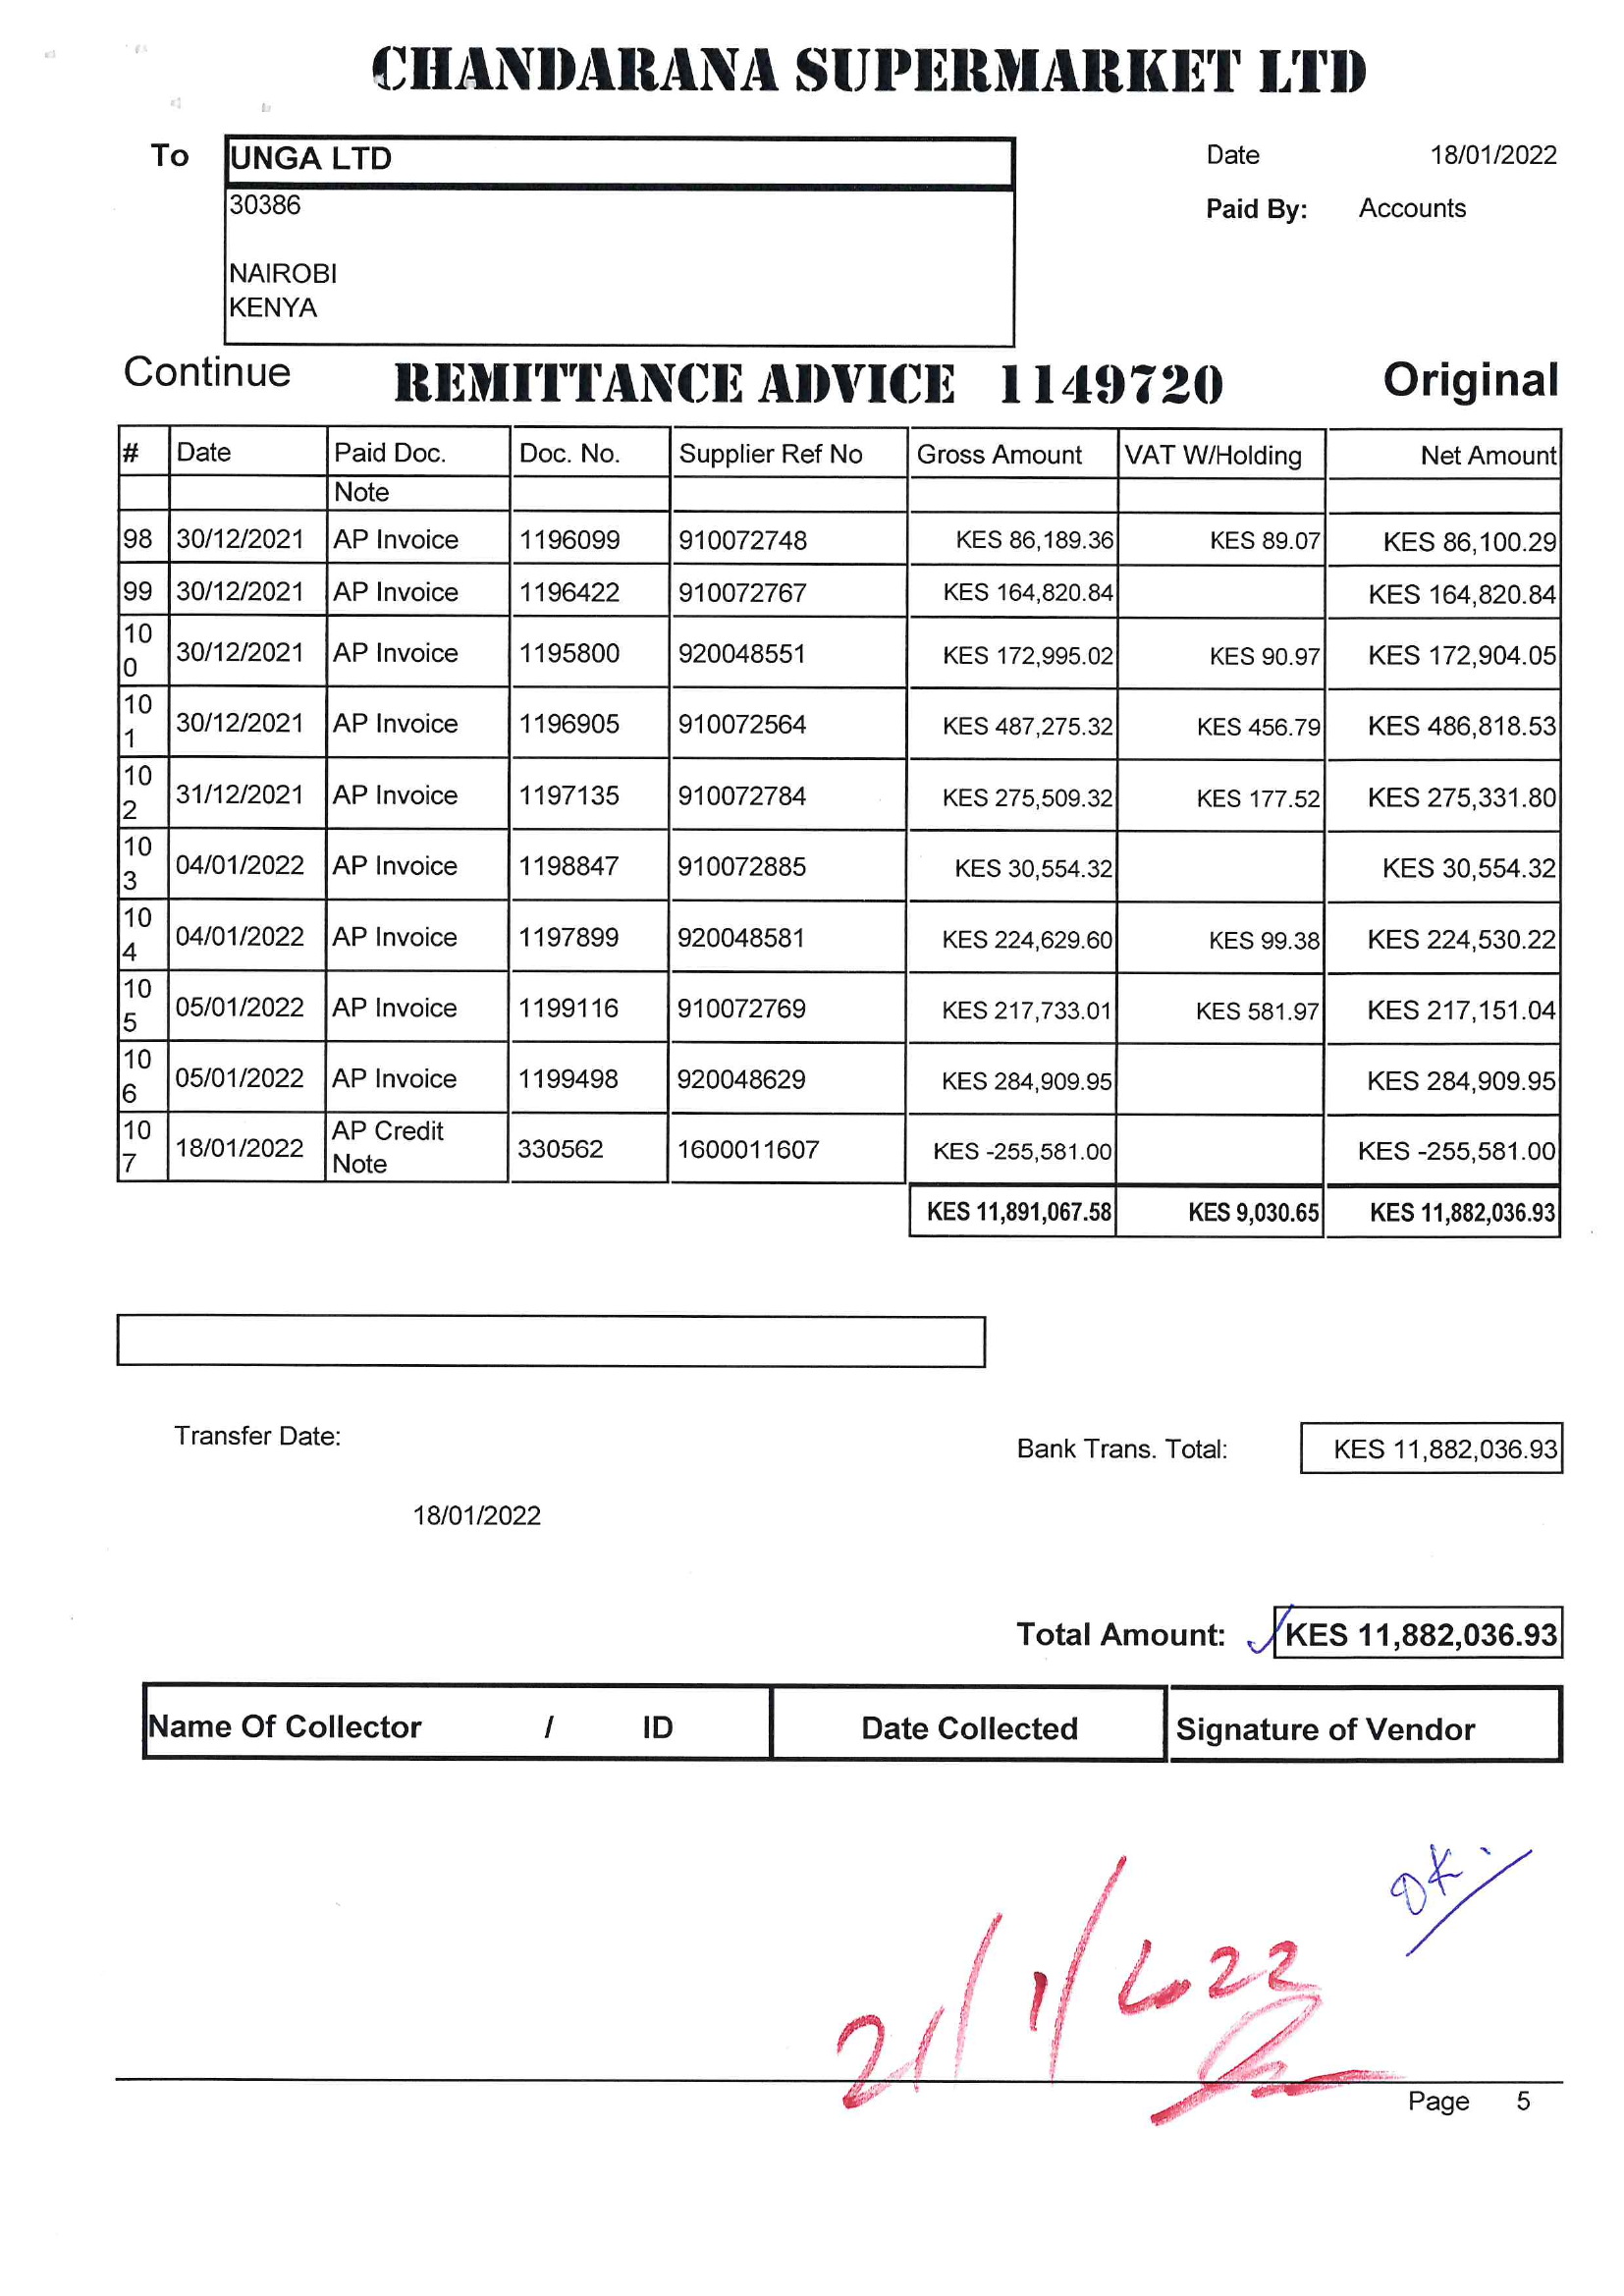 CHANDARANA SUPERMARKET LTD
To UNGA LTD Date 18/01/2022
30386 Paid By: Accounts
NAIROBI
KENYA
Continue REMITTANCE ADVICE 1149720 Original
# Date Paid Doc. Doc. No. Supplier Ref No Gross Amount VAT W/Holding Net Amount
Note
98 30/12/2021 AP Invoice 1196099 910072748 KES 86,189.36 KES 89.07 KES 86,100.29
99 30/12/2021 AP Invoice 1196422 910072767 KES 164,820.84 KES 164,820.84
100 30/12/2021 AP Invoice 1195800 920048551 KES 172,995.02 KES 90.97 KES 172,904.05
101 30/12/2021 AP Invoice 1196905 910072564 KES 487,275.32 KES 456.79 KES 486,818.53
102 31/12/2021 AP Invoice 1197135 910072784 KES 275,509.32 KES 177.52 KES 275,331.80
103 04/01/2022 AP Invoice 1198847 910072885 KES 30,554.32 KES 30,554.32
104 04/01/2022 AP Invoice 1197899 920048581 KES 224,629.60 KES 99.38 KES 224,530.22
105 05/01/2022 AP Invoice 1199116 910072769 KES 217,733.01 KES 581.97 KES 217,151.04
106 05/01/2022 AP Invoice 1199498 920048629 KES 284,909.95 KES 284,909.95
107 18/01/2022 AP Credit Note 330562 1600011607 KES -255,581.00 KES -255,581.00
KES 11,891,067.58 KES 9,030.65 KES 11,882,036.93
Transfer Date: Bank Trans. Total: KES 11,882,036.93
18/01/2022
Total Amount: KES 11,882,036.93
Name Of Collector / ID Date Collected Signature of Vendor
OK.
21/1/2022
Page 5